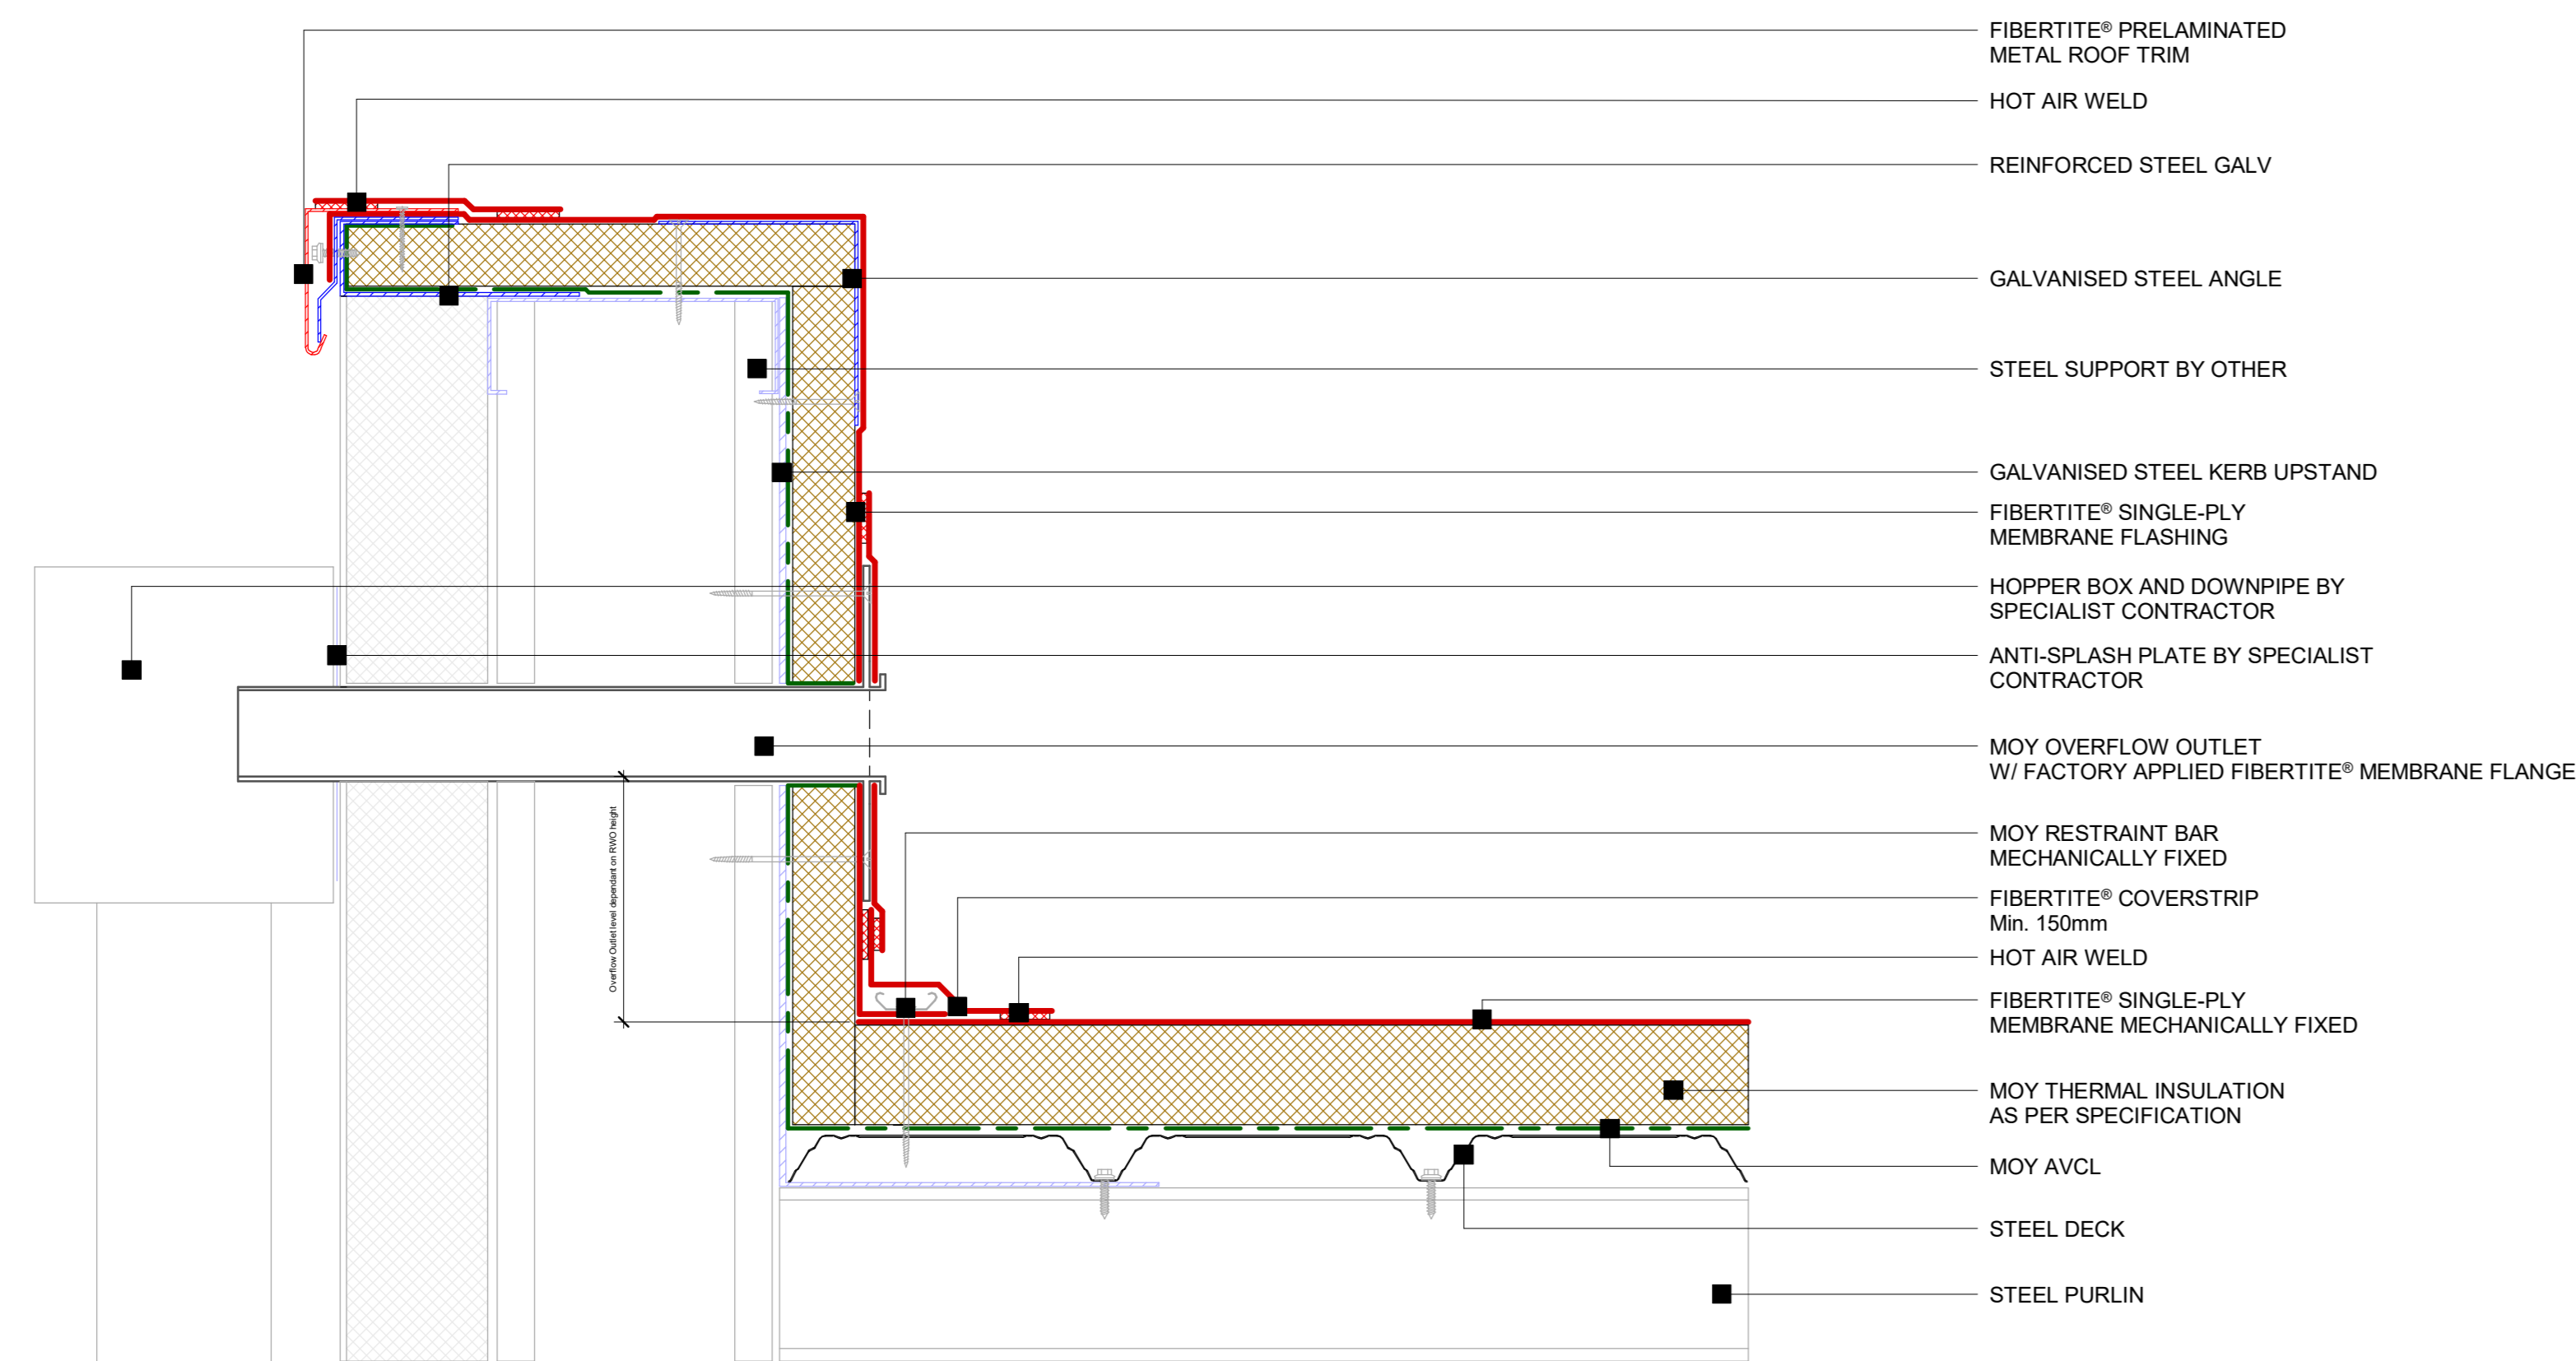 FIBERTITE® PRELAMINATED
METAL ROOF TRIM
HOT AIR WELD
REINFORCED STEEL GALV
GALVANISED STEEL ANGLE
STEEL SUPPORT BY OTHER
GALVANISED STEEL KERB UPSTAND
FIBERTITE® SINGLE-PLY
MEMBRANE FLASHING
HOPPER BOX AND DOWNPIPE BY
SPECIALIST CONTRACTOR
ANTI-SPLASH PLATE BY SPECIALIST
CONTRACTOR
MOY OVERFLOW OUTLET
W/ FACTORY APPLIED FIBERTITE® MEMBRANE FLANGE
MOY RESTRAINT BAR
MECHANICALLY FIXED
FIBERTITE® COVERSTRIP
Min. 150mm
HOT AIR WELD
FIBERTITE® SINGLE-PLY
MEMBRANE MECHANICALLY FIXED
MOY THERMAL INSULATION
AS PER SPECIFICATION
MOY AVCL
STEEL DECK
STEEL PURLIN
Overflow Outlet level dependant on RWO height